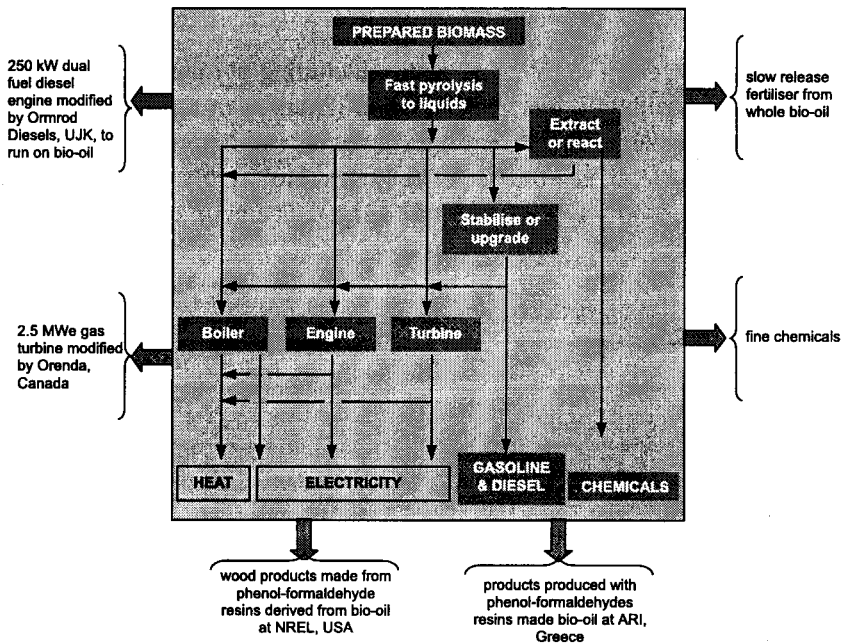 PREPARED BIOMASS
250 kW dual
fuel diesel
engine modified
by Ormrod
Diesels, UJK, to
run on bio-oil
Fast pyrolysis
to liquids
slow release
fertiliser from
whole bio-oil
Extract
or react
Stabilise or
upgrade
2.5 MWe gas
turbine modified
by Orenda,
Canada
Boiler
Engine
Turbine
fine chemicals
HEAT
ELECTRICITY
GASOLINE
& DIESEL
CHEMICALS
wood products made from
phenol-formaldehyde
resins derived from bio-oil
at NREL, USA
products produced with
phenol-formaldehydes
resins made bio-oil at ARI,
Greece